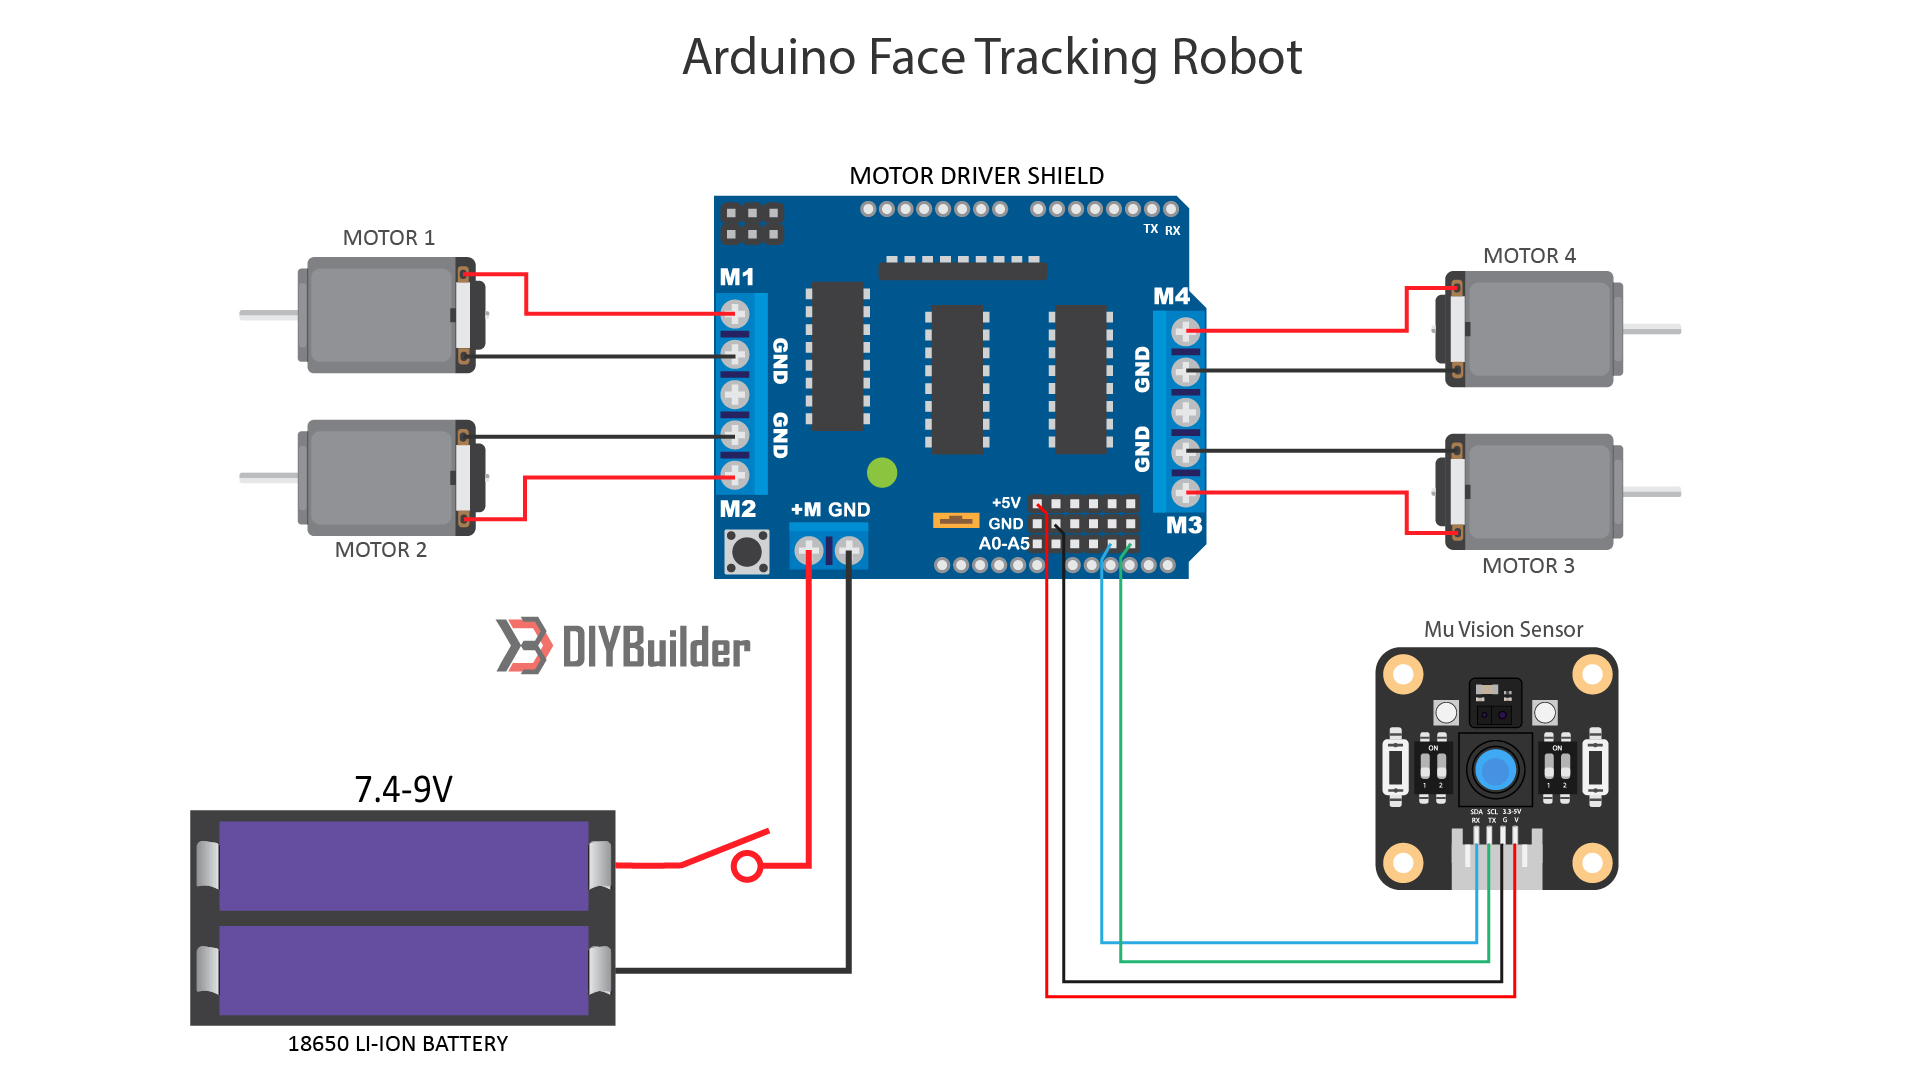 Arduino Face Tracking Robot
MOTOR DRIVER SHIELD
MOTOR 1
MOTOR 4
TX RX
M1
M4
GND
GND
GND
GND
MOTOR 2
M2
+M GND
+5V
GND
A0-A5
M3
MOTOR 3
DIYBuilder
Mu Vision Sensor
ON
1 2
ON
1 2
SDA SCL 3.3-5V
RX TX G V
7.4-9V
18650 LI-ION BATTERY